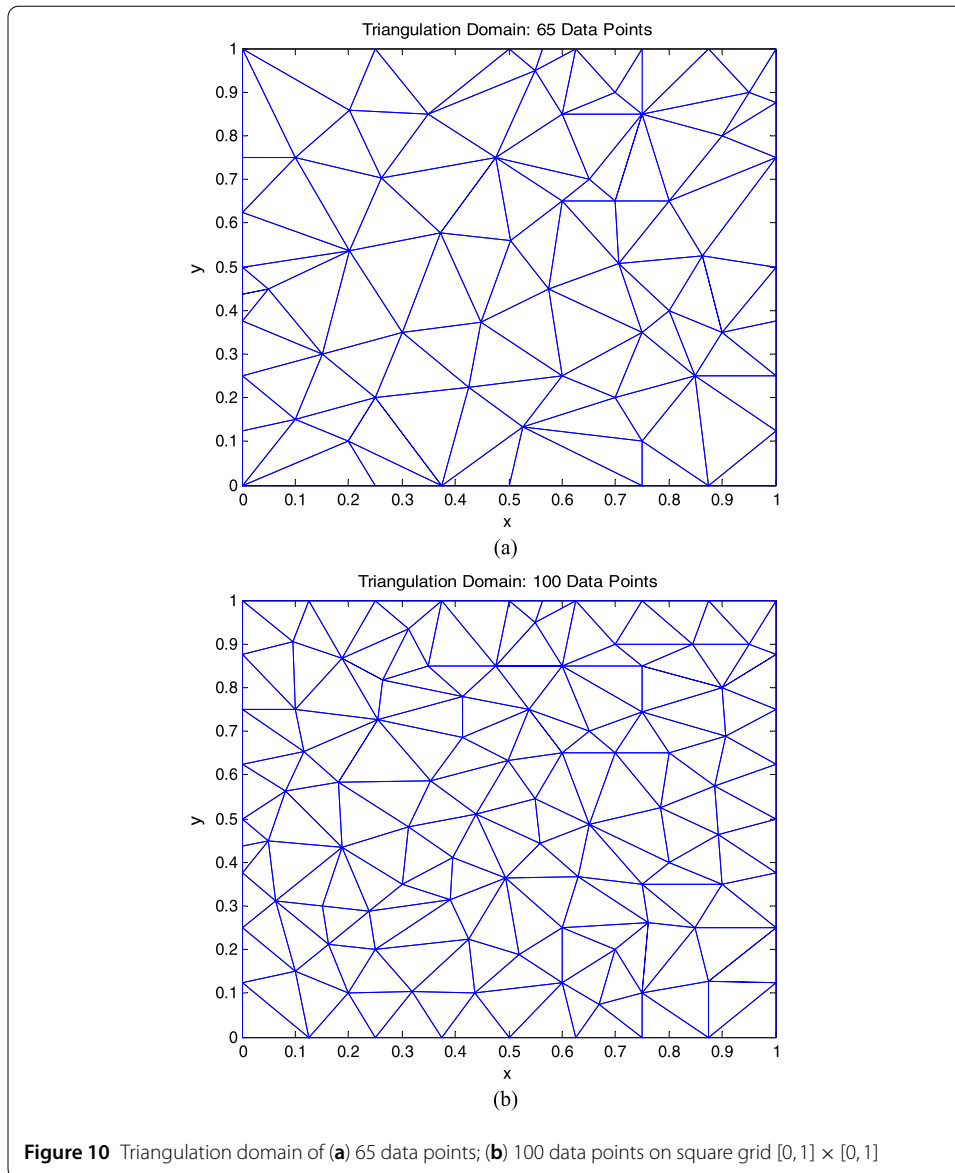 Triangulation Domain: 65 Data Points
1
0.9
0.8
0.7
0.6
0.5
0.4
0.3
0.2
0.1
0
y
0 0.1 0.2 0.3 0.4 0.5 0.6 0.7 0.8 0.9 1
x
(a)
Triangulation Domain: 100 Data Points
1
0.9
0.8
0.7
0.6
0.5
0.4
0.3
0.2
0.1
0
y
0 0.1 0.2 0.3 0.4 0.5 0.6 0.7 0.8 0.9 1
x
(b)
Figure 10 Triangulation domain of (a) 65 data points; (b) 100 data points on square grid [0, 1] × [0, 1]